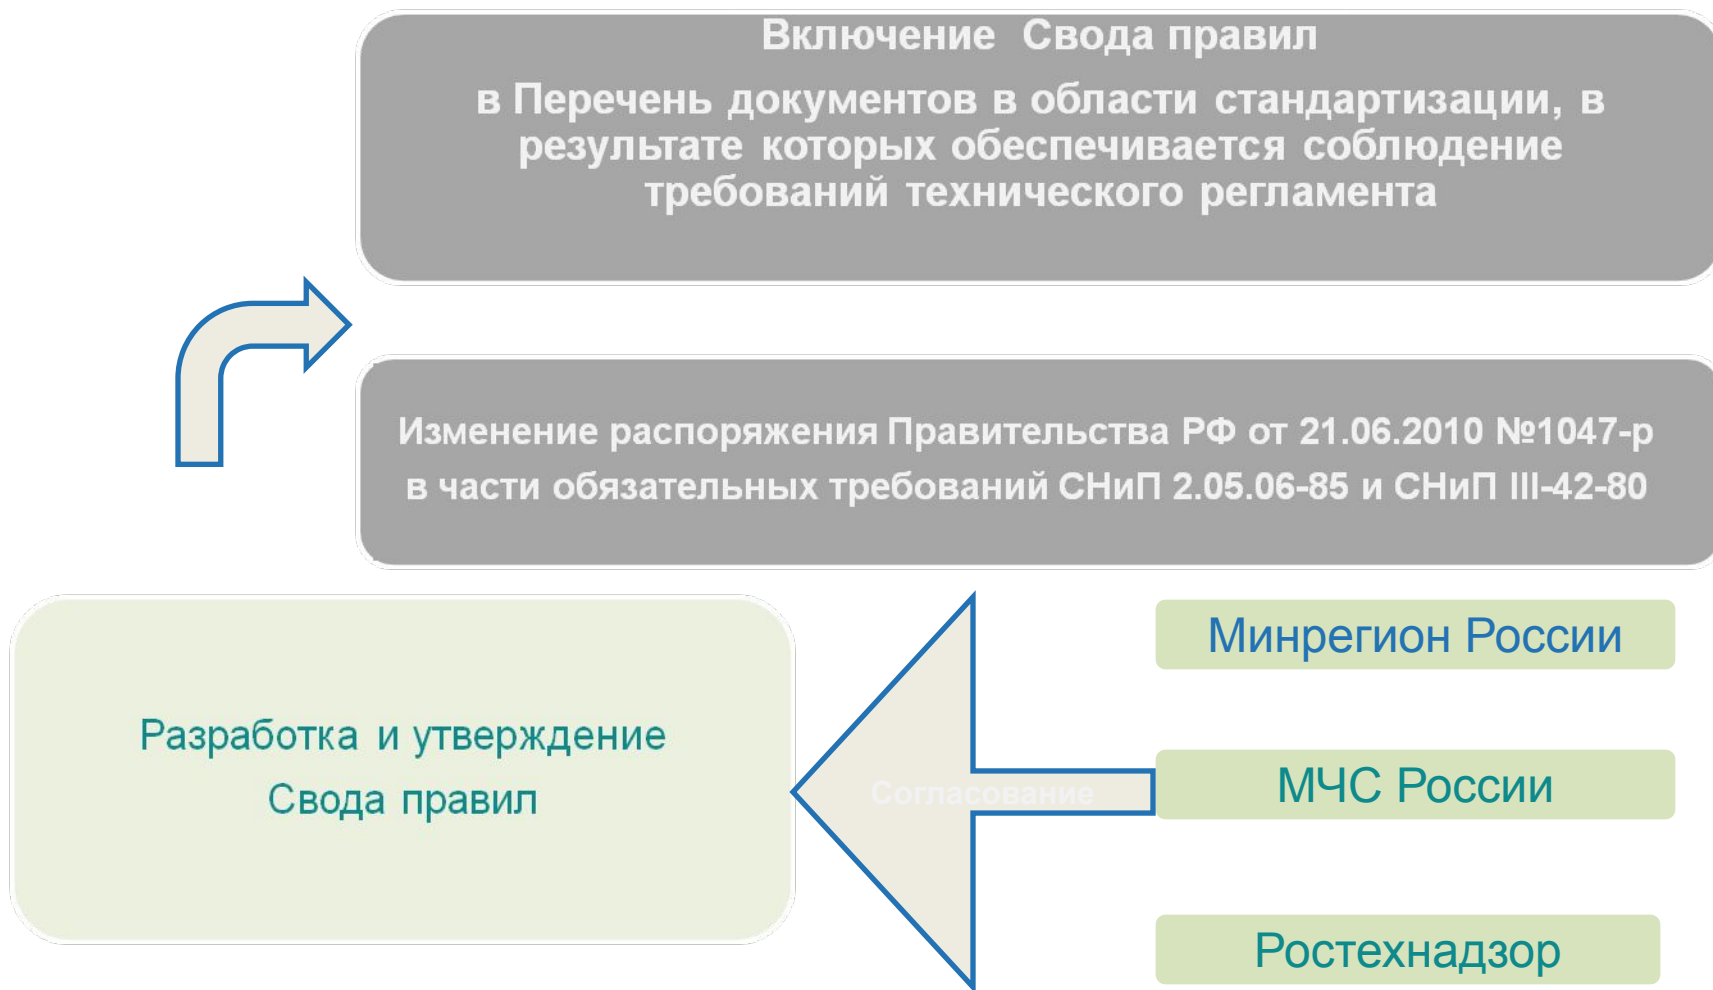 Включение Свода правил
в Перечень документов в области стандартизации, в
результате которых обеспечивается соблюдение
требований технического регламента
Изменение распоряжения Правительства РФ от 21.06.2010 №1047-р
в части обязательных требований СНиП 2.05.06-85 и СНиП III-42-80
Разработка и утверждение
Свода правил
Согласование
Минрегион России
МЧС России
Ростехнадзор